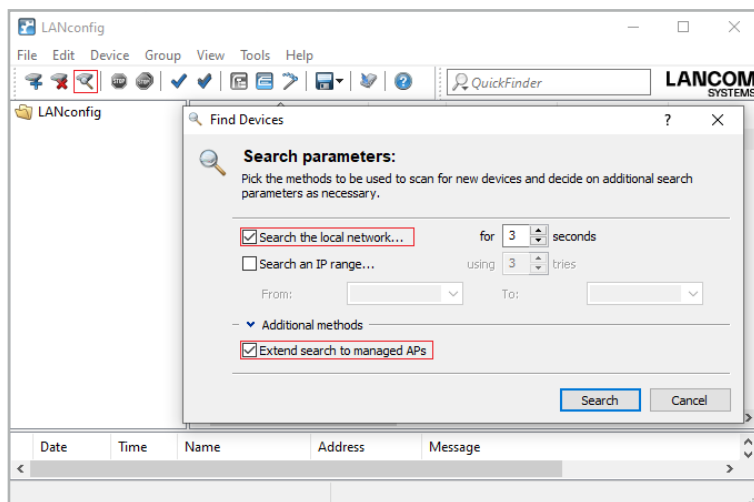 LANconfig
File Edit Device Group View Tools Help
QuickFinder
LANCOM
SYSTEMS
LANconfig
Find Devices
Search parameters:
Pick the methods to be used to scan for new devices and decide on additional search
parameters as necessary.
Search the local network... for 3 seconds
Search an IP range... using 3 tries
From: To:
Additional methods
Extend search to managed APs
Search Cancel
Date Time Name Address Message